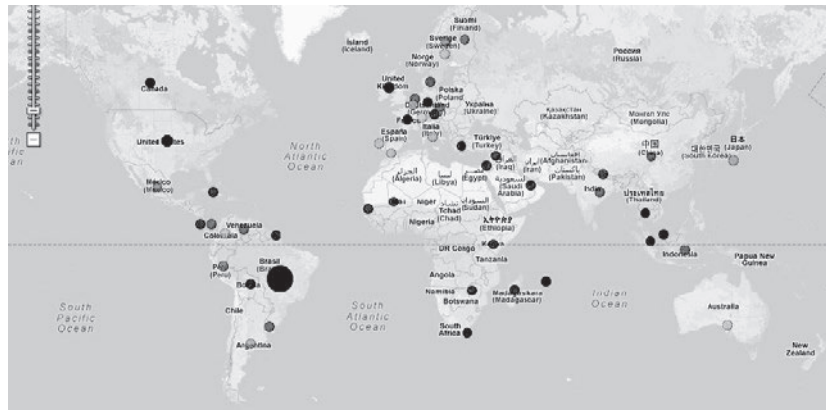 Suomi
(Finland)
Ísland
(Iceland)
Sverige
(Sweden)
Norge
(Norway)
Россия
(Russia)
Canada
United
Kingdom
Polska
(Poland)
Україна
(Ukraine)
Қазақстан
(Kazakhstan)
Монгол Улс
(Mongolia)
United States
North
Atlantic
Ocean
España
(Spain)
Italia
(Italy)
Türkiye
(Turkey)
中国
(China)
日本
(Japan)
대한민국
(South Korea)
العراق
(Iraq)
ایران
(Iran)
افغانستان
(Afghanistan)
پاکستان
(Pakistan)
México
(Mexico)
الجزائر
(Algeria)
ليبيا
(Libya)
مصر
(Egypt)
السعودية
(Saudi
Arabia)
India
ประเทศไทย
(Thailand)
Niger
Tchad
(Chad)
السودان
(Sudan)
Nigeria
ኢትዮጵያ
(Ethiopia)
Venezuela
Colombia
DR Congo
Kenya
Tanzania
Indonesia
Papua New
Guinea
Perú
(Peru)
Brasil
Bolivia
Angola
Namibia
Botswana
Madagasikara
(Madagascar)
Indian
Ocean
Australia
South
Pacific
Ocean
Chile
South
Atlantic
Ocean
South
Africa
Argentina
New
Zealand